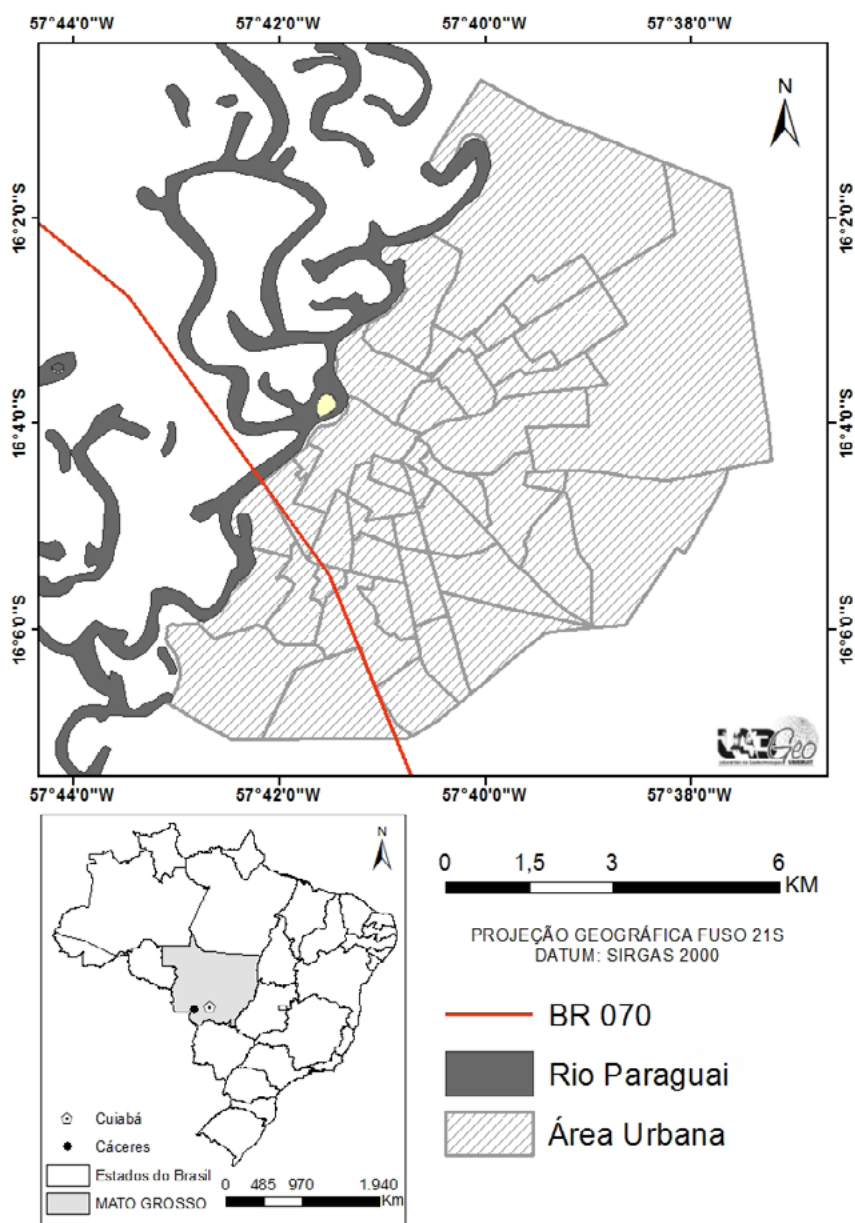 57°44'0"W 57°42'0"W 57°40'0"W 57°38'0"W
N
16°2'0"S 16°2'0"S
16°4'0"S 16°4'0"S
16°6'0"S 16°6'0"S
Geo
UNEMAT
57°44'0"W 57°42'0"W 57°40'0"W 57°38'0"W
N
Cuiabá
Cáceres
Estados do Brasil
MATO GROSSO
0 485 970 1.940
Km
0 1,5 3 6
KM
PROJEÇÃO GEOGRÁFICA FUSO 21S
DATUM: SIRGAS 2000
BR 070
Rio Paraguai
Área Urbana